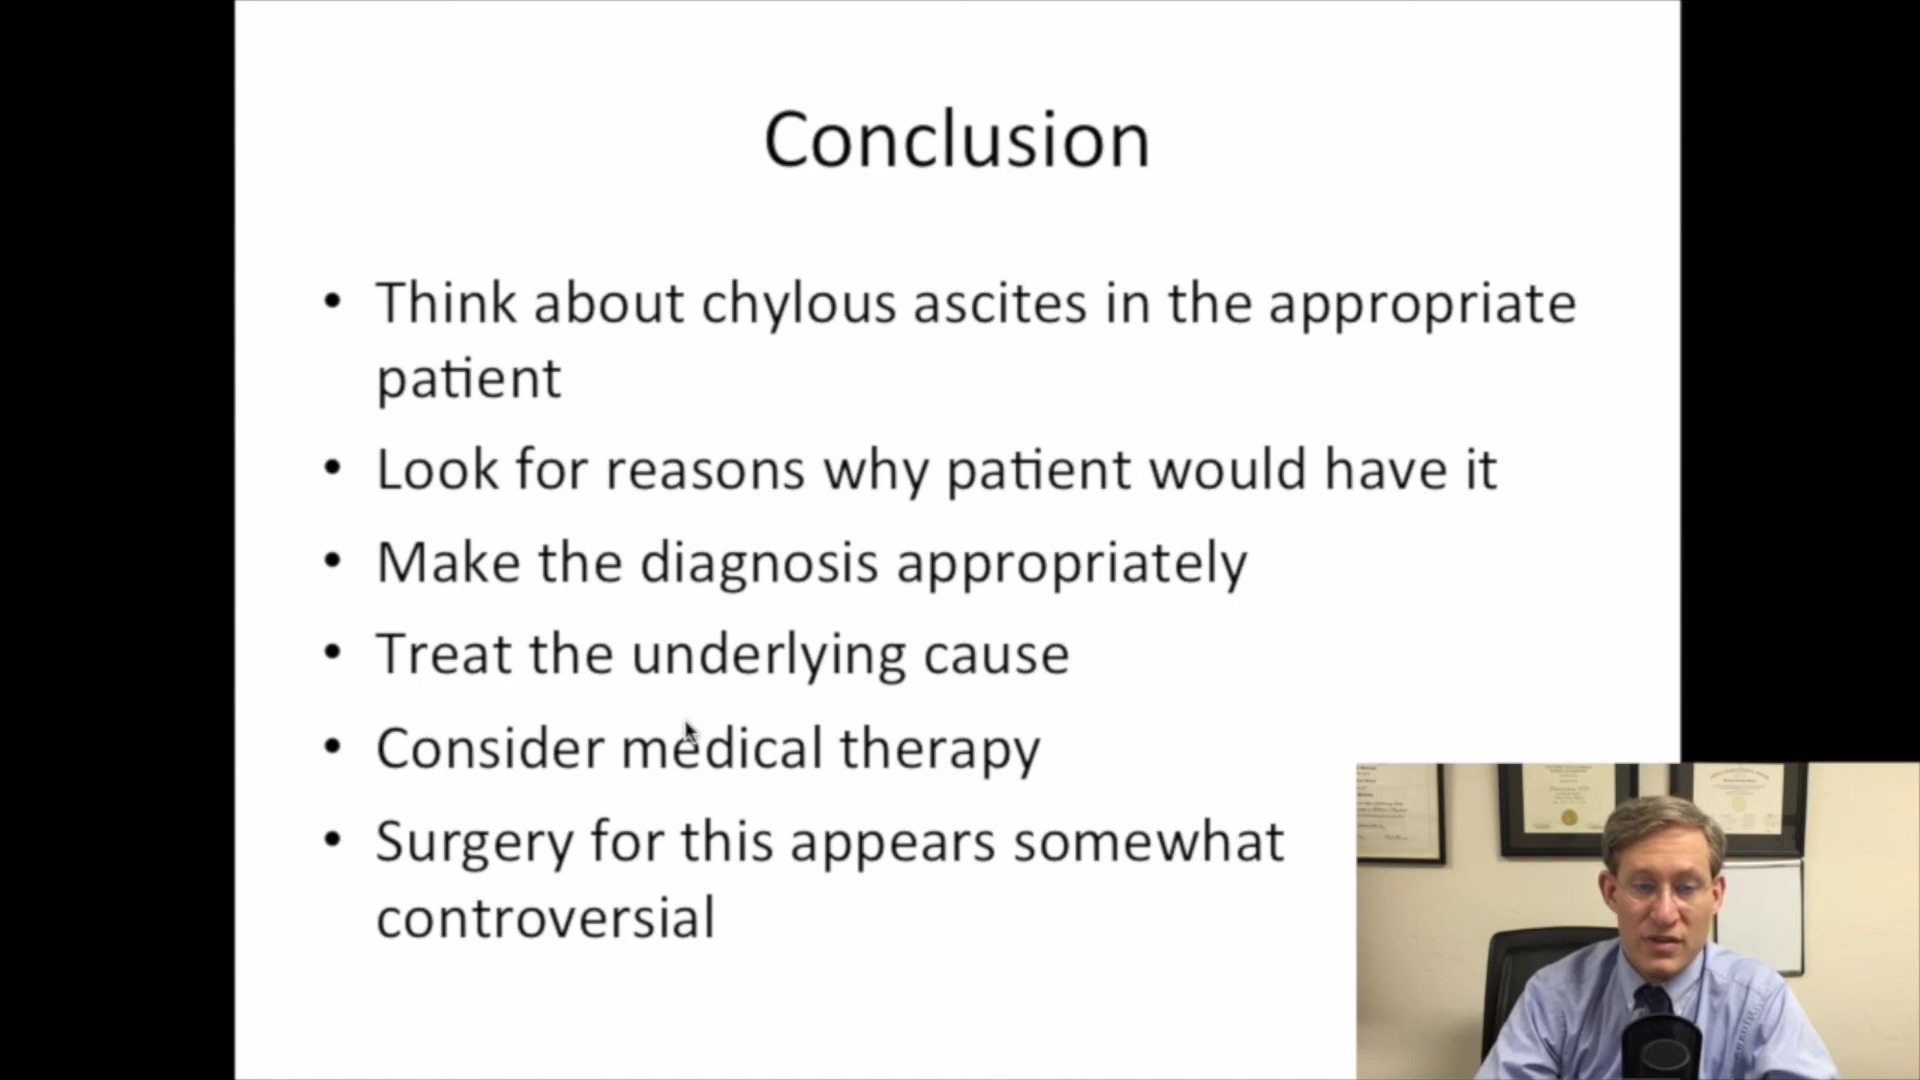 Conclusion
• Think about chylous ascites in the appropriate
patient
• Look for reasons why patient would have it
• Make the diagnosis appropriately
• Treat the underlying cause
• Consider medical therapy
• Surgery for this appears somewhat
controversial